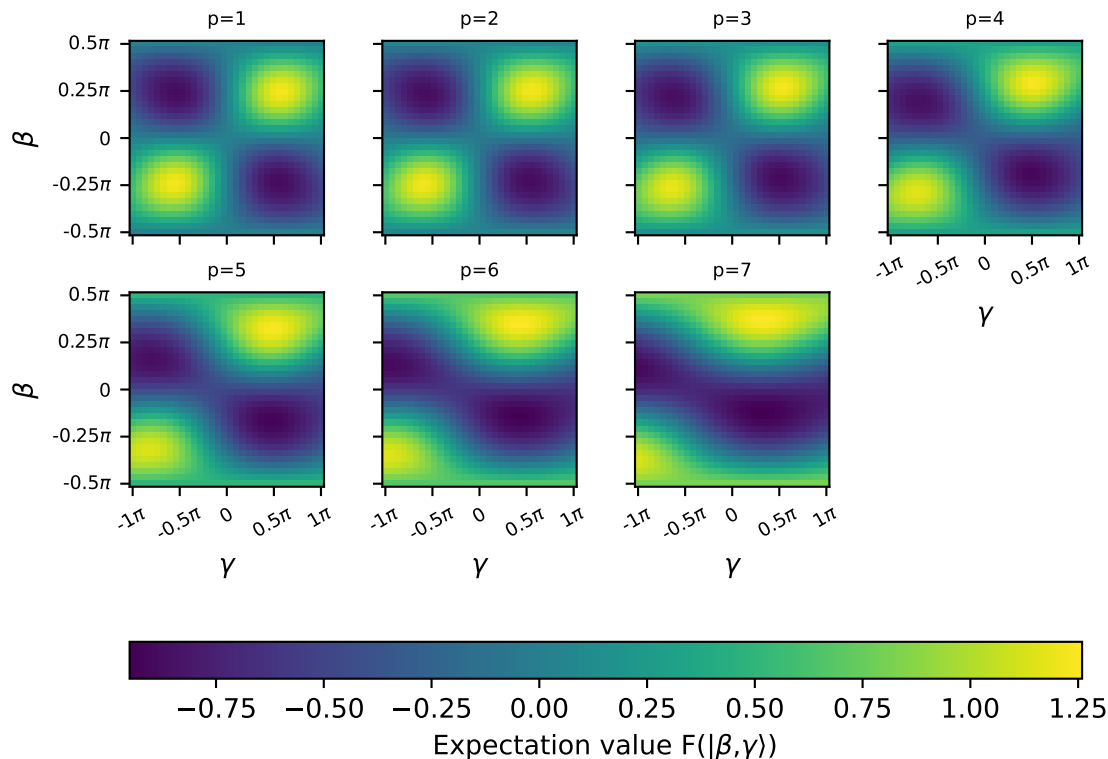 p=1 p=2 p=3 p=4
0.5π
0.25π
0
-0.25π
-0.5π
β
-1π -0.5π 0 0.5π 1π
γ
p=5 p=6 p=7
0.5π
0.25π
0
-0.25π
-0.5π
β
-1π -0.5π 0 0.5π 1π -1π -0.5π 0 0.5π 1π -1π -0.5π 0 0.5π 1π
γ γ γ
−0.75 −0.50 −0.25 0.00 0.25 0.50 0.75 1.00 1.25
Expectation value F(|β,γ⟩)